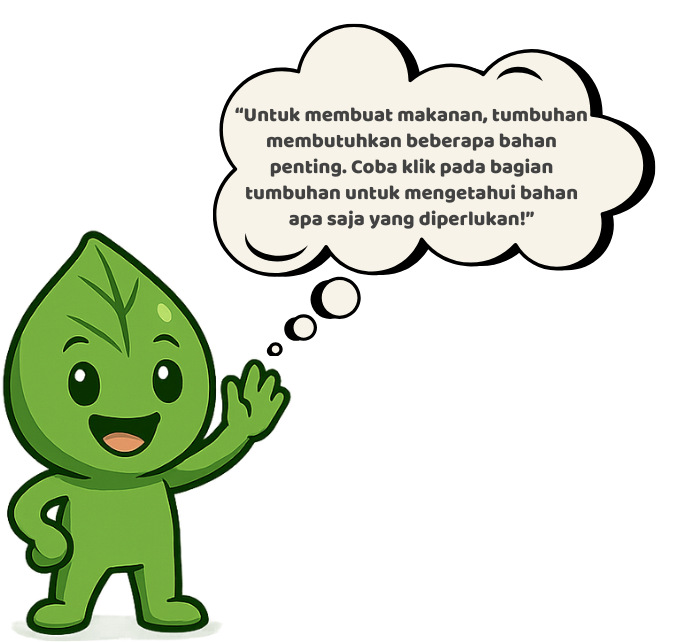 “Untuk membuat makanan, tumbuhan
membutuhkan beberapa bahan
penting. Coba klik pada bagian
tumbuhan untuk mengetahui bahan
apa saja yang diperlukan!”